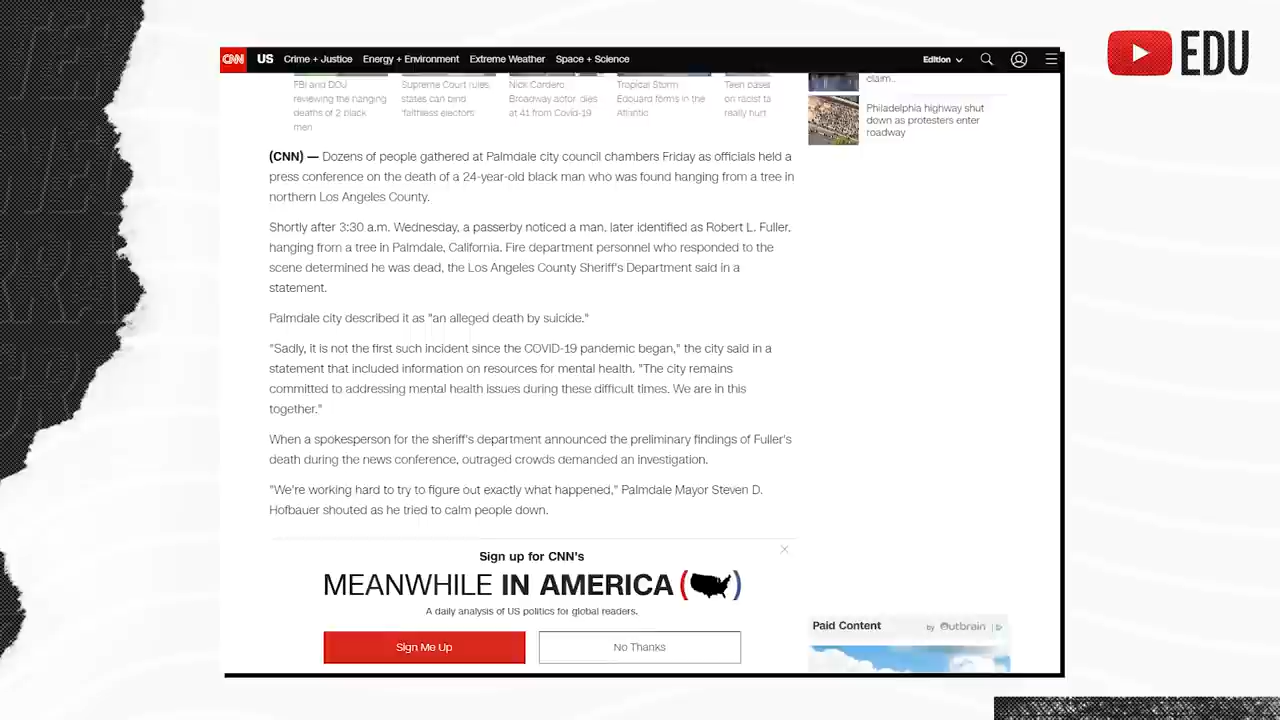 EDU
CNN US Crime + Justice Energy + Environment Extreme Weather Space + Science Edition
FBI and DOJ
reviewing the hanging
deaths of 2 black
men
Supreme Court rules
states can bind
'faithless electors'
Nick Cordero
Broadway actor, dies
at 41 from Covid-19
Tropical Storm
Edouard forms in the
Atlantic
Teen
on racist
really hurt
claim...
Philadelphia highway shut
down as protesters enter
roadway
(CNN) — Dozens of people gathered at Palmdale city council chambers Friday as officials held a
press conference on the death of a 24-year-old black man who was found hanging from a tree in
northern Los Angeles County.
Shortly after 3:30 a.m. Wednesday, a passerby noticed a man, later identified as Robert L. Fuller,
hanging from a tree in Palmdale, California. Fire department personnel who responded to the
scene determined he was dead, the Los Angeles County Sheriff's Department said in a
statement.
Palmdale city described it as "an alleged death by suicide."
"Sadly, it is not the first such incident since the COVID-19 pandemic began," the city said in a
statement that included information on resources for mental health. "The city remains
committed to addressing mental health issues during these difficult times. We are in this
together."
When a spokesperson for the sheriff's department announced the preliminary findings of Fuller's
death during the news conference, outraged crowds demanded an investigation.
"We're working hard to try to figure out exactly what happened," Palmdale Mayor Steven D.
Hofbauer shouted as he tried to calm people down.
Sign up for CNN's
MEANWHILE IN AMERICA
A daily analysis of US politics for global readers.
Sign Me Up
No Thanks
Paid Content by Outbrain